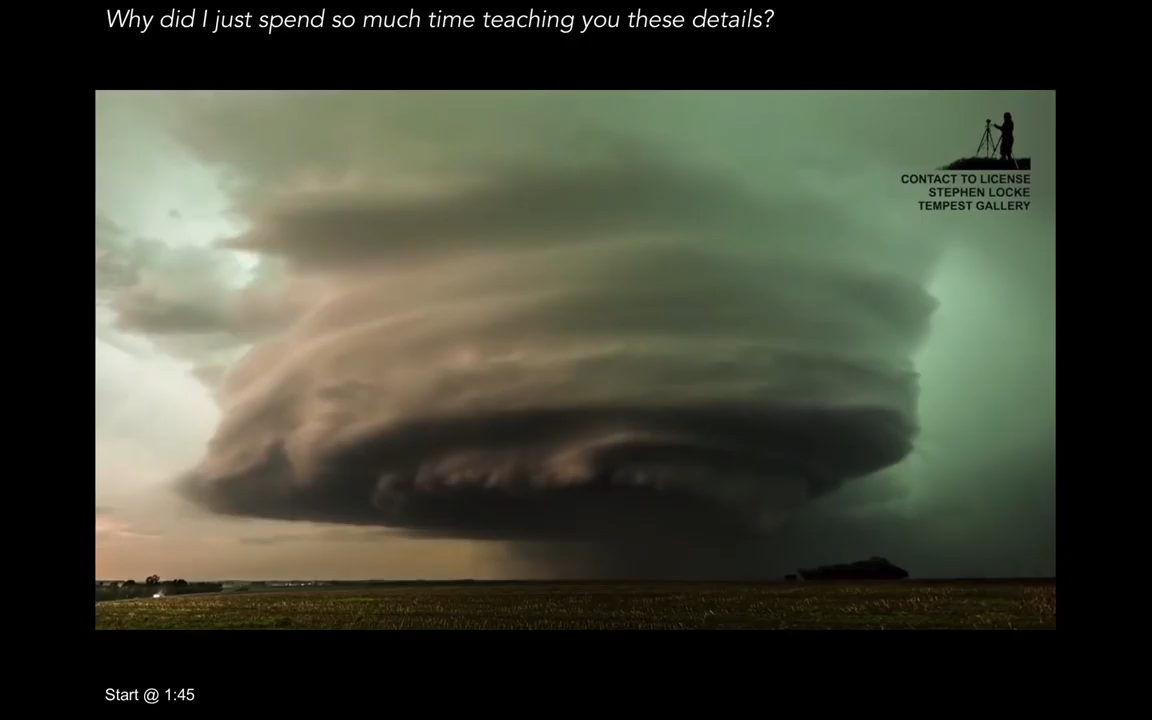 Why did I just spend so much time teaching you these details?
CONTACT TO LICENSE
STEPHEN LOCKE
TEMPEST GALLERY
Start @ 1:45